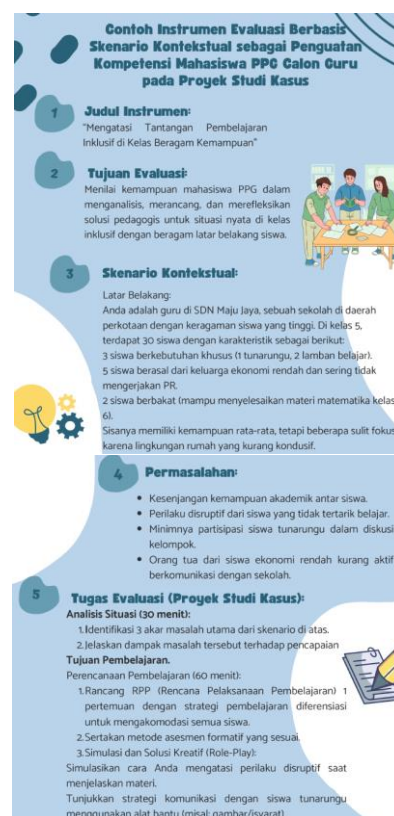 Contoh Instrumen Evaluasi Berbasis
Skenario Kontekstual sebagai Penguatan
Kompetensi Mahasiswa PPG Calon Guru
pada Proyek Studi Kasus
1
Judul Instrumen:
"Mengatasi Tantangan Pembelajaran
Inklusif di Kelas Beragam Kemampuan"
2
Tujuan Evaluasi:
Menilai kemampuan mahasiswa PPG dalam
menganalisis, merancang, dan merefleksikan
solusi pedagogis untuk situasi nyata di kelas
inklusif dengan beragam latar belakang siswa.
3
Skenario Kontekstual:
Latar Belakang:
Anda adalah guru di SDN Maju Jaya, sebuah sekolah di daerah
perkotaan dengan keragaman siswa yang tinggi. Di kelas 5,
terdapat 30 siswa dengan karakteristik sebagai berikut:
3 siswa berkebutuhan khusus (1 tunarungu, 2 lamban belajar).
5 siswa berasal dari keluarga ekonomi rendah dan sering tidak
mengerjakan PR.
2 siswa berbakat (mampu menyelesaikan materi matematika kelas
6).
Sisanya memiliki kemampuan rata-rata, tetapi beberapa sulit fokus
karena lingkungan rumah yang kurang kondusif.
4
Permasalahan:
• Kesenjangan kemampuan akademik antar siswa.
• Perilaku disruptif dari siswa yang tidak tertarik belajar.
• Minimnya partisipasi siswa tunarungu dalam diskusi
kelompok.
• Orang tua dari siswa ekonomi rendah kurang aktif
berkomunikasi dengan sekolah.
5
Tugas Evaluasi (Proyek Studi Kasus):
Analisis Situasi (30 menit):
1. Identifikasi 3 akar masalah utama dari skenario di atas.
2. Jelaskan dampak masalah tersebut terhadap pencapaian
Tujuan Pembelajaran.
Perencanaan Pembelajaran (60 menit):
1. Rancang RPP (Rencana Pelaksanaan Pembelajaran) 1
pertemuan dengan strategi pembelajaran diferensiasi
untuk mengakomodasi semua siswa.
2. Sertakan metode asesmen formatif yang sesuai.
3. Simulasi dan Solusi Kreatif (Role-Play):
Simulasikan cara Anda mengatasi perilaku disruptif saat
menjelaskan materi.
Tunjukkan strategi komunikasi dengan siswa tunarungu
menggunakan alat bantu (misal: gambar/isyarat).